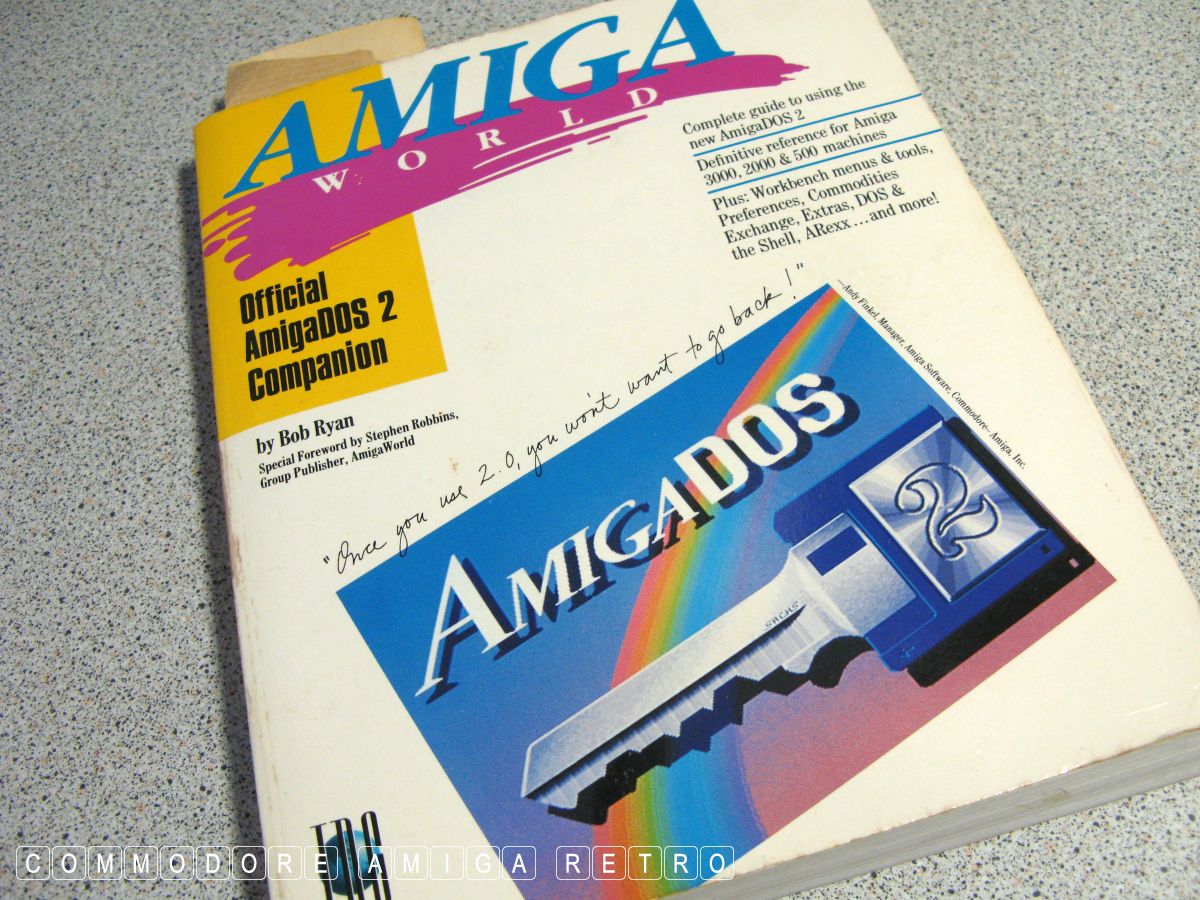 AMIGA
WORLD
Complete guide to using the
new AmigaDOS 2
Definitive reference for Amiga
3000, 2000 & 500 machines
Plus: Workbench menus & tools,
Preferences, Commodities
Exchange, Extras, DOS &
the Shell, ARexx...and more!
Official
AmigaDOS 2
Companion
by Bob Ryan
Special Foreword by Stephen Robbins,
Group Publisher, AmigaWorld
"Once you use 2.0, you won't want to go back!"
—Andy Finkel, Manager, Amiga Software, Commodore–Amiga, Inc.
AMIGADOS
2
SACHS
IDG
COMMODORE AMIGA RETRO